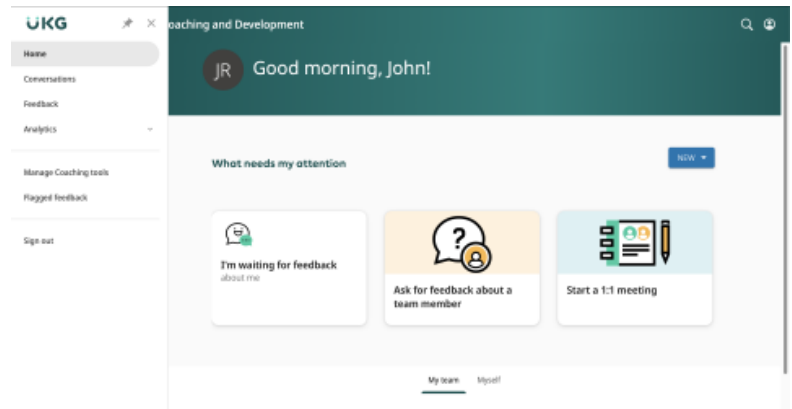 UKG
oaching and Development
Home
Conversations
Feedback
Analytics
Manage Coaching tools
Flagged feedback
Sign out
JR
Good morning, John!
What needs my attention
NEW
I'm waiting for feedback
about me
?
Ask for feedback about a
team member
Start a 1:1 meeting
My team
Myself